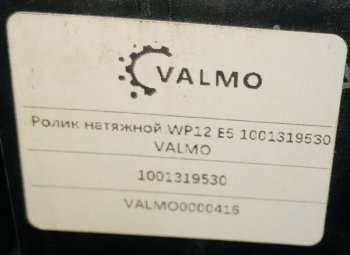 VALMO
Ролик натяжной WP12 E5 1001319530
VALMO
1001319530
VALMO0000416